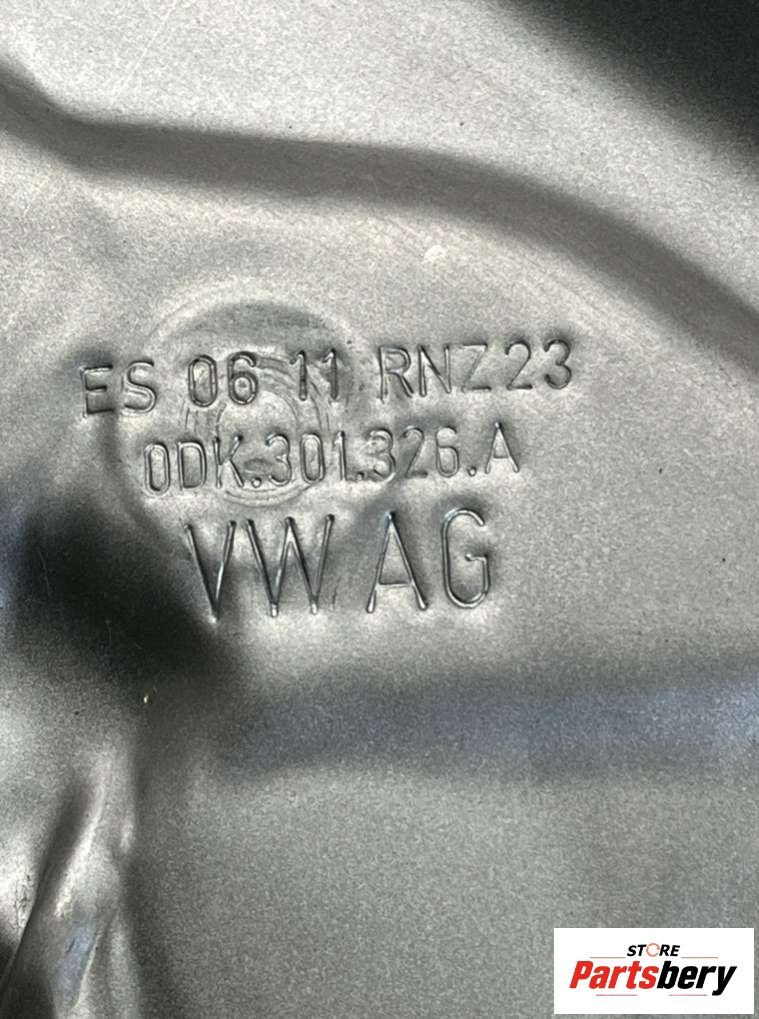 ES 06 11 RNZ23
0DK.301.326.A
VW AG
STORE
Partsbery